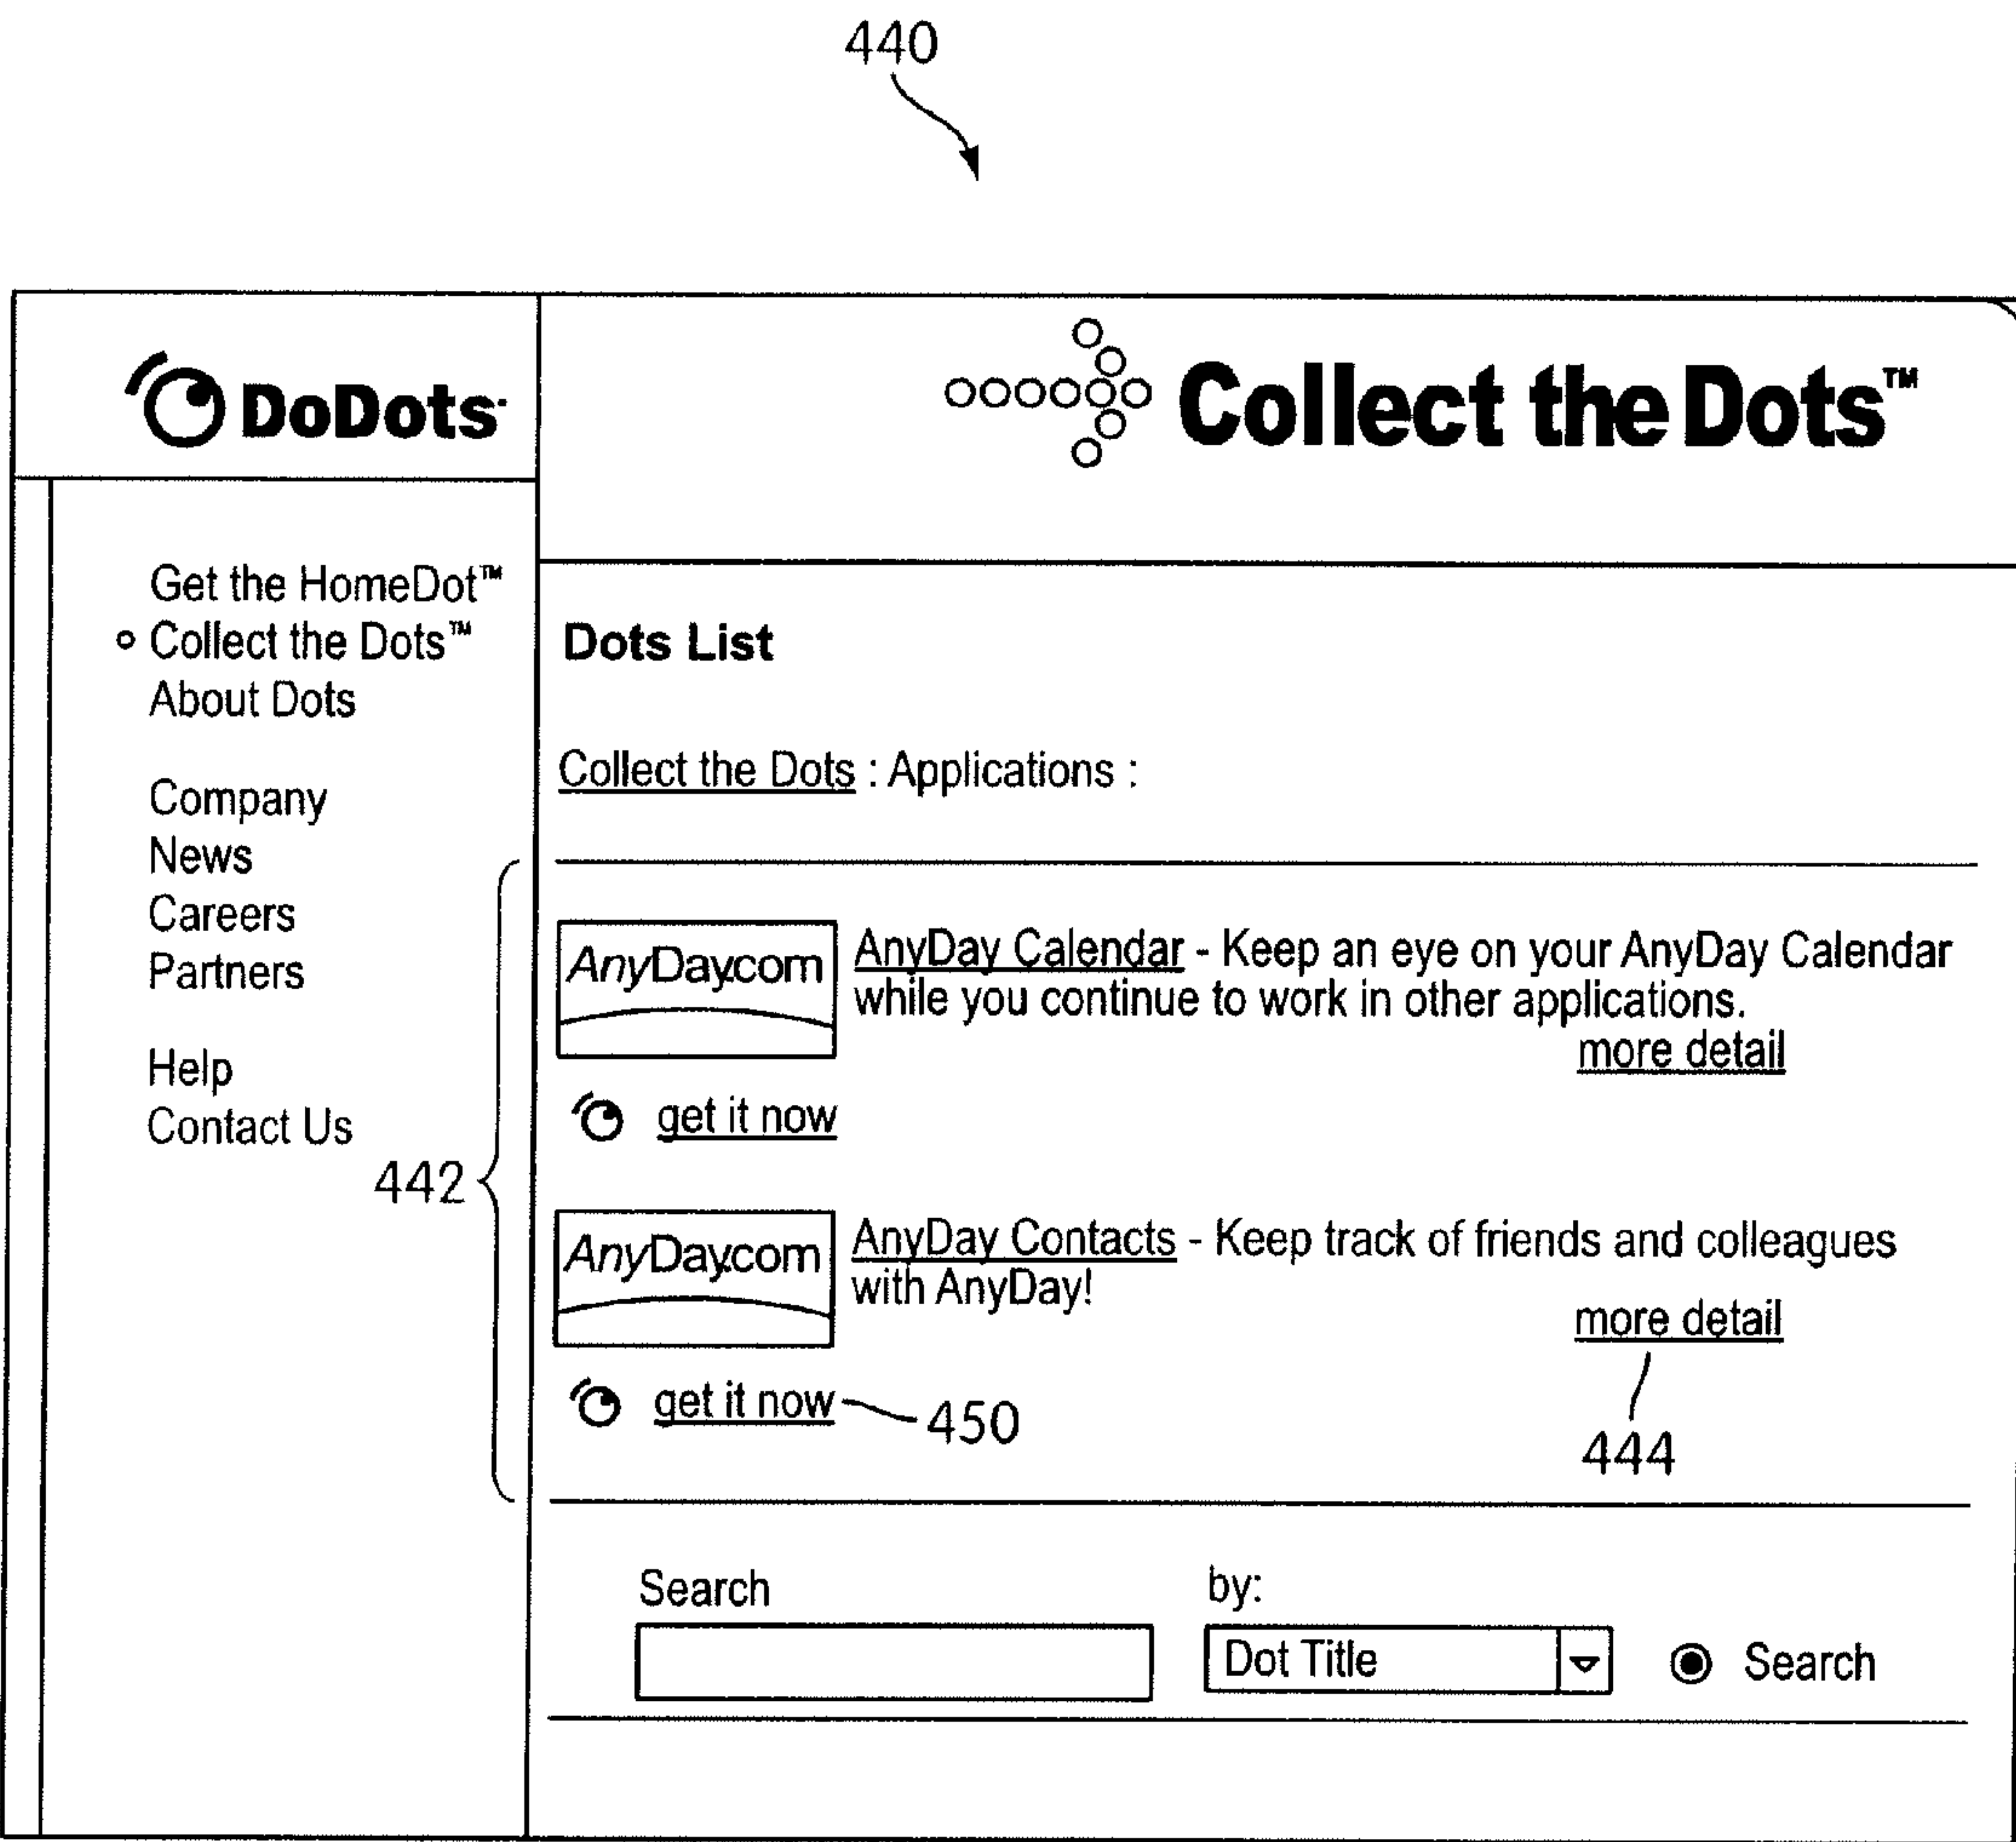 440
DoDots
Collect the Dots™
Get the HomeDot™
Collect the Dots™
About Dots
Company
News
Careers
Partners
Help
Contact Us
442
Dots List
Collect the Dots : Applications :
AnyDay.com
AnyDay Calendar - Keep an eye on your AnyDay Calendar
while you continue to work in other applications.
more detail
get it now
AnyDay.com
AnyDay Contacts - Keep track of friends and colleagues
with AnyDay!
more detail
get it now
450
444
Search
by:
Dot Title
Search